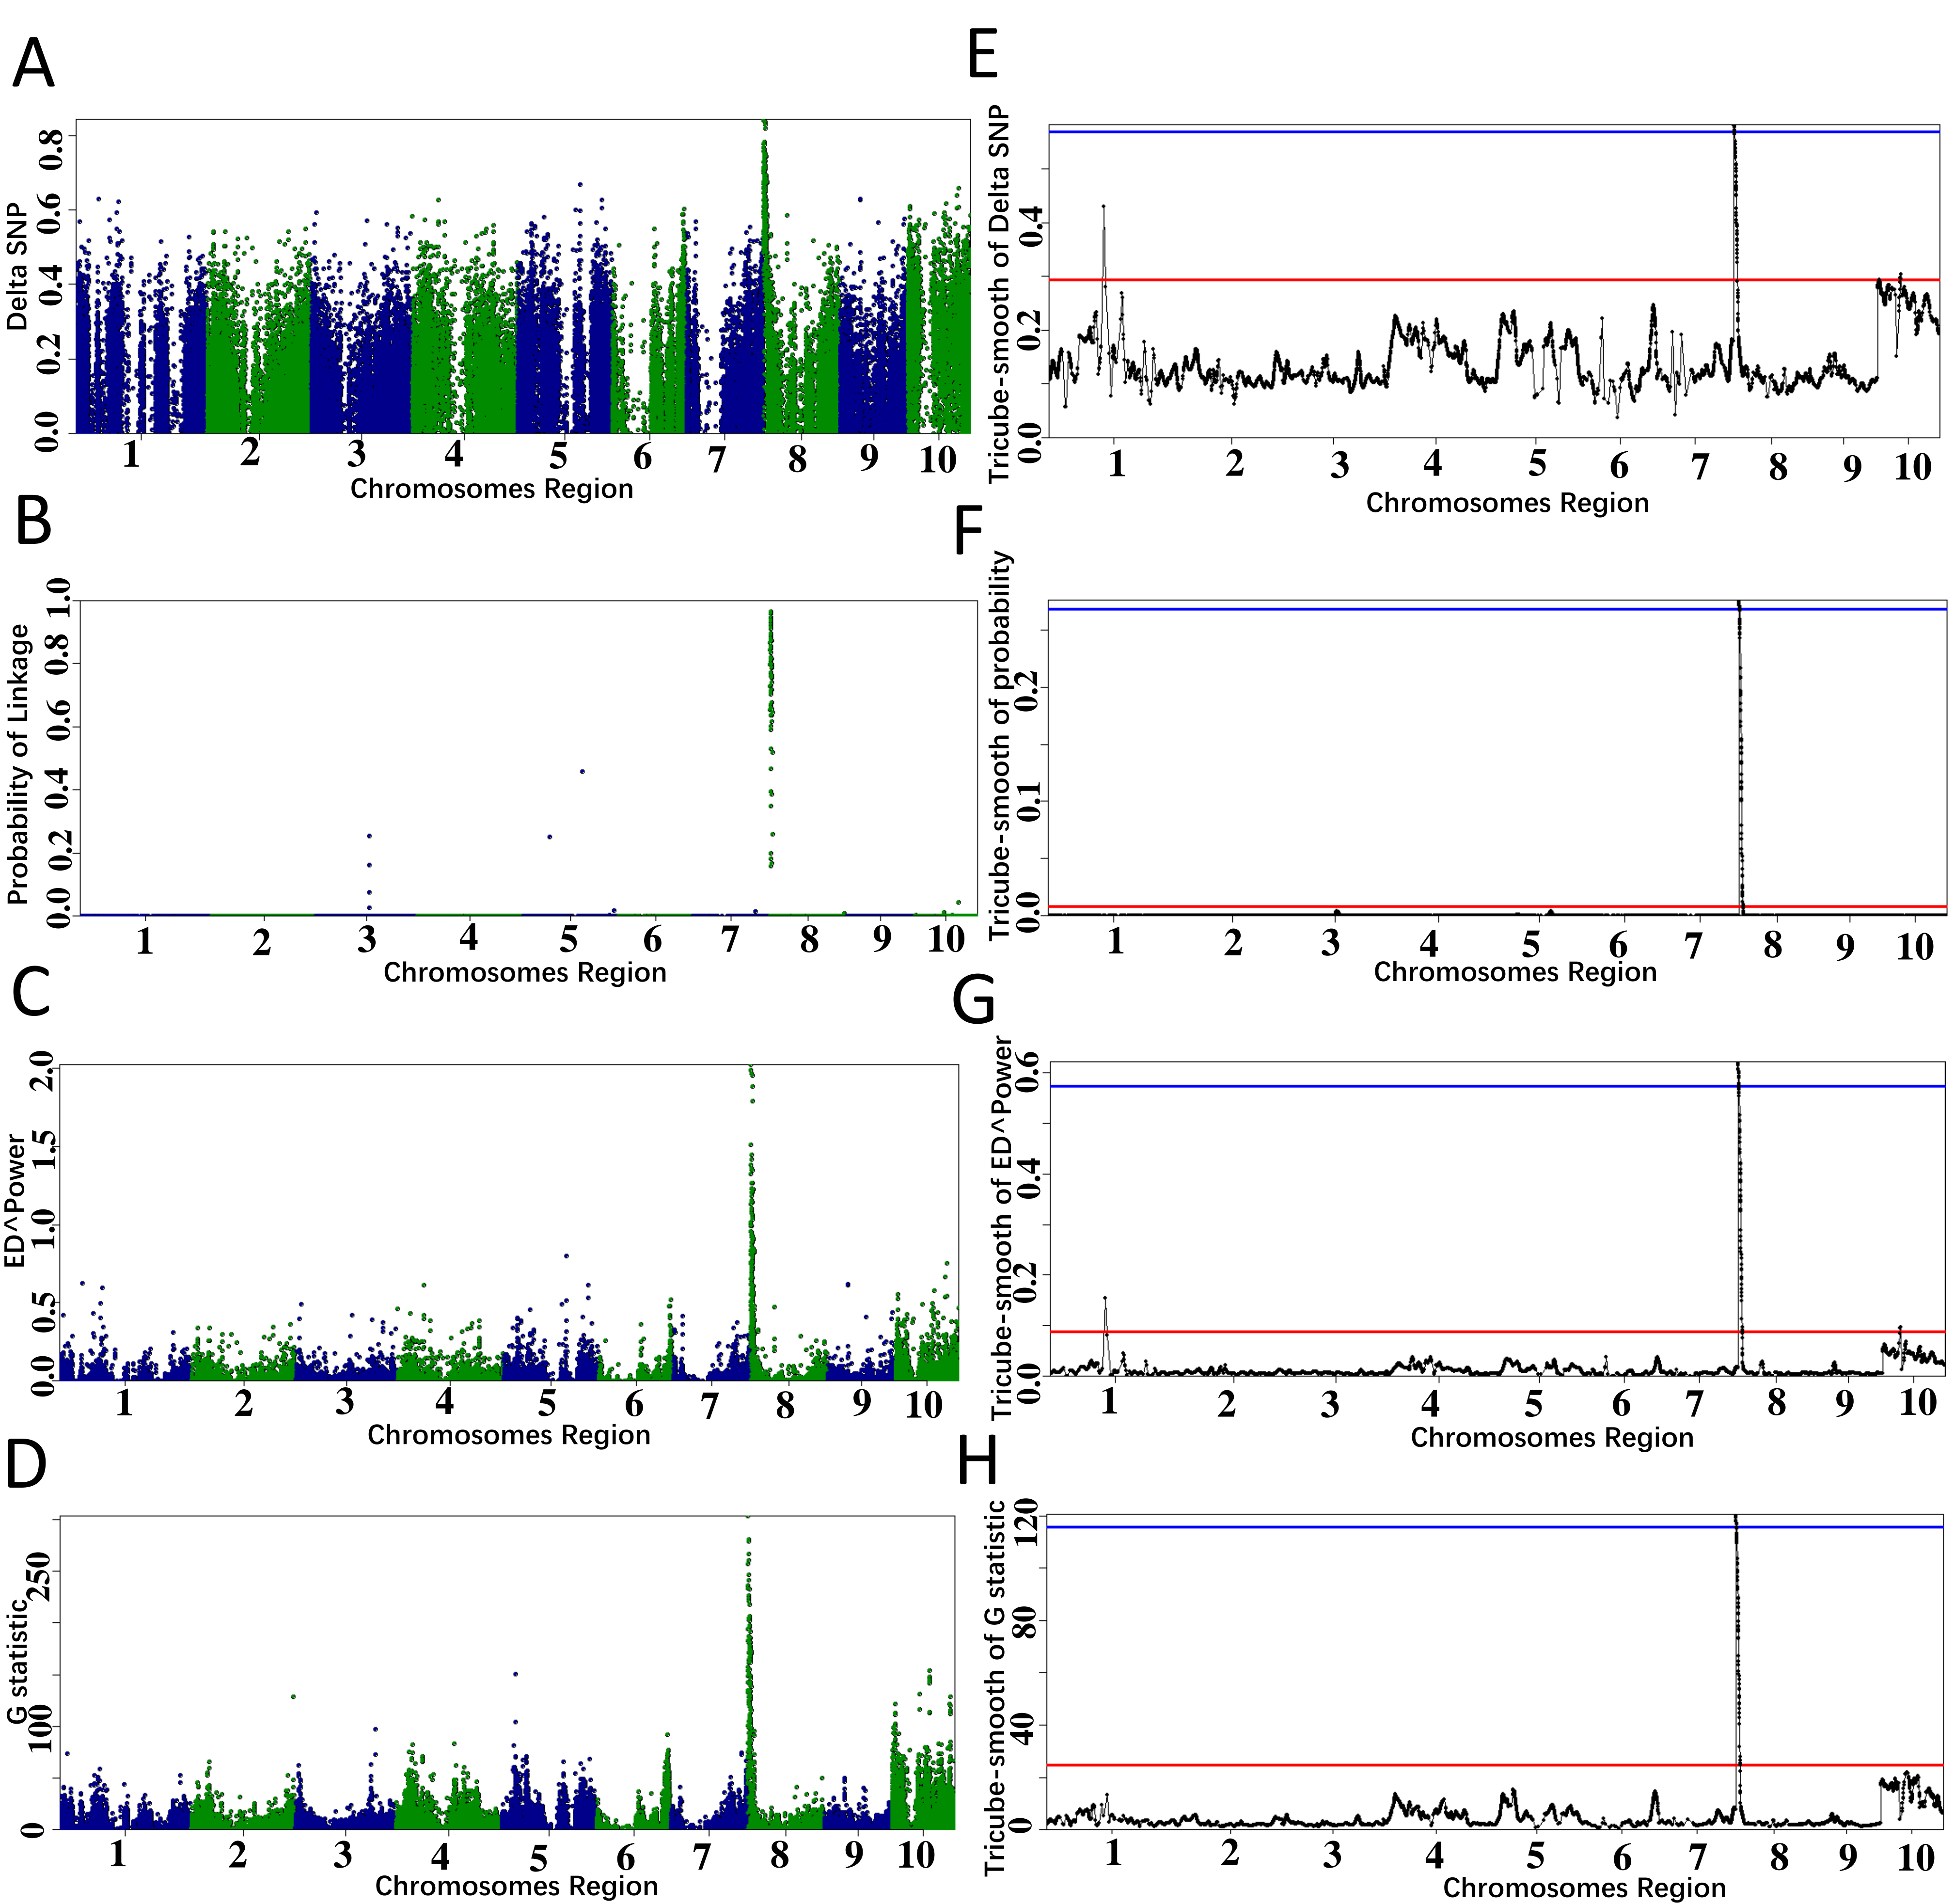 A
Delta SNP
0.0 0.2 0.4 0.6 0.8
1 2 3 4 5 6 7 8 9 10
Chromosomes Region
B
Probability of Linkage
0.0 0.2 0.4 0.6 0.8 1.0
1 2 3 4 5 6 7 8 9 10
Chromosomes Region
C
ED^Power
0.0 0.5 1.0 1.5 2.0
1 2 3 4 5 6 7 8 9 10
Chromosomes Region
D
G statistic
0 100 250
1 2 3 4 5 6 7 8 9 10
Chromosomes Region
E
Tricube-smooth of Delta SNP
0.0 0.2 0.4
1 2 3 4 5 6 7 8 9 10
Chromosomes Region
F
Tricube-smooth of probability
0.0 0.1 0.2
1 2 3 4 5 6 7 8 9 10
Chromosomes Region
G
Tricube-smooth of ED^Power
0.0 0.2 0.4 0.6
1 2 3 4 5 6 7 8 9 10
Chromosomes Region
H
Tricube-smooth of G statistic
0 40 80 120
1 2 3 4 5 6 7 8 9 10
Chromosomes Region